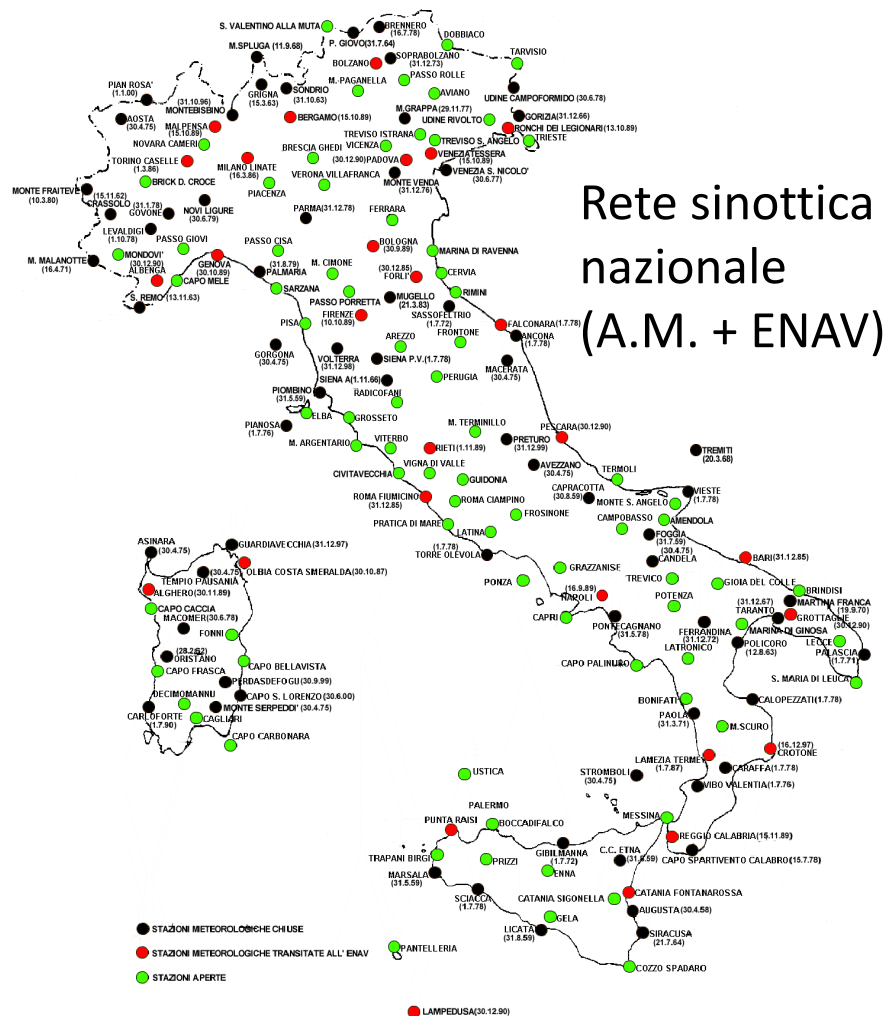 S. VALENTINO ALLA MUTA
BRENNERO
(16.7.78)
P. GIOVO(31.7.64)
DOBBIACO
M.SPLUGA (11.9.68)
SOPRABOLZANO
(31.12.73)
BOLZANO
TARVISIO
PASSO ROLLE
PIAN ROSA'
(1.1.00)
GRIGNA
(15.3.63)
SONDRIO
(31.10.63)
M.PAGANELLA
AVIANO
UDINE CAMPOFORMIDO (30.6.78)
(31.10.96)
MONTEBISBINO
M.GRAPPA(29.11.77)
AOSTA
(30.4.75)
MALPENSA
(15.10.89)
BERGAMO(15.10.89)
UDINE RIVOLTO
GORIZIA(31.12.66)
RONCHI DEI LEGIONARI(13.10.89)
TRIESTE
NOVARA CAMERI
TREVISO ISTRANA
VICENZA
TREVISO S. ANGELO
BRESCIA GHEDI
(30.12.90)PADOVA
VENEZIATESSERA
(15.10.89)
TORINO CASELLE
(1.3.86)
MILANO LINATE
(16.3.86)
VERONA VILLAFRANCA
MONTE VENDA
(31.12.76)
VENEZIA S. NICOLO'
(30.6.77)
BRICK D. CROCE
PIACENZA
MONTE FRAITEVE
(10.3.80)
(15.11.62)
CRASSOLO
(31.1.78)
GOVONE
NOVI LIGURE
(30.6.79)
PARMA(31.12.78)
FERRARA
Rete sinottica
nazionale
(A.M. + ENAV)
LEVALDIGI
(1.10.78)
PASSO GIOVI
PASSO CISA
BOLOGNA
(30.9.89)
MARINA DI RAVENNA
M. MALANOTTE
(16.4.71)
MONDOVI'
(30.12.90)
ALBENGA
GENOVA
(30.10.89)
(31.8.79)
PALMARIA
M. CIMONE
(30.12.85)
FORLI'
CERVIA
CAPO MELE
SARZANA
PASSO PORRETTA
MUGELLO
(21.3.83)
RIMINI
S. REMO (13.11.63)
FIRENZE
(10.10.89)
SASSOFELTRIO
(1.7.72)
PISA
FALCONARA(1.7.78)
ANCONA
(1.7.78)
AREZZO
FRONTONE
GORGONA
(30.4.75)
VOLTERRA
(31.12.98)
SIENA P.V.(1.7.78)
MACERATA
(30.4.75)
SIENA A(1.11.66)
PERUGIA
PIOMBINO
(31.5.59)
RADICOFANI
ELBA
GROSSETO
PIANOSA
(1.7.76)
M. TERMINILLO
PESCARA(30.12.90)
M. ARGENTARIO
VITERBO
RIETI(1.11.89)
PRETURO
(31.12.99)
TREMITI
(20.3.68)
CIVITAVECCHIA
VIGNA DI VALLE
AVEZZANO
(30.4.75)
TERMOLI
GUIDONIA
CAPRACOTTA
(30.8.59)
MONTE S. ANGELO
VIESTE
(1.7.78)
ROMA FIUMICINO
(31.12.85)
ROMA CIAMPINO
FROSINONE
CAMPOBASSO
AMENDOLA
PRATICA DI MARE
LATINA
FOGGIA
(31.7.59)
(30.4.75)
CANDELA
(1.7.78)
TORRE OLEVOLA
BARI(31.12.85)
ASINARA
(30.4.75)
GUARDIAVECCHIA(31.12.97)
(30.4.75)
TEMPIO PAUSANIA
OLBIA COSTA SMERALDA(30.10.87)
ALGHERO(30.11.89)
GRAZZANISE
PONZA
(16.9.89)
NAPOLI
TREVICO
GIOIA DEL COLLE
BRINDISI
CAPO CACCIA
MACOMER(30.6.78)
POTENZA
(31.12.67)
TARANTO
MARTINA FRANCA
(19.9.70)
GROTTAGLIE
(30.12.90)
CAPRI
PONTECAGNANO
(31.5.78)
FERRANDINA
(31.12.72)
MARINA DI GINOSA
FONNI
LECCE
(28.2.62)
ORISTANO
LATRONICO
POLICORO
(12.8.63)
PALASCIA
(1.7.71)
CAPO FRASCA
CAPO BELLAVISTA
CAPO PALINURO
PERDASDEFOGU(30.9.99)
S. MARIA DI LEUCA
DECIMOMANNU
CAPO S. LORENZO(30.6.00)
BONIFATI
CALOPEZZATI(1.7.78)
CARLOFORTE
(1.7.90)
MONTE SERPEDDI'(30.4.75)
CAGLIARI
PAOLA
(31.3.71)
M.SCURO
CAPO CARBONARA
(16.12.97)
CROTONE
LAMEZIA TERMEY
(1.7.87)
USTICA
STROMBOLI
(30.4.75)
CARAFFA(1.7.78)
VIBO VALENTIA(1.7.76)
PALERMO
PUNTA RAISI
BOCCADIFALCO
MESSINA
REGGIO CALABRIA(15.11.89)
TRAPANI BIRGI
PRIZZI
GIBILMANNA
(1.7.72)
C.C. ETNA
(31.5.59)
CAPO SPARTIVENTO CALABRO(15.7.78)
MARSALA
(31.5.59)
ENNA
SCIACCA
(1.7.78)
CATANIA SIGONELLA
CATANIA FONTANAROSSA
AUGUSTA(30.4.58)
GELA
LICATA
(31.8.59)
SIRACUSA
(21.7.64)
STAZIONI METEOROLOGICHE CHIUSE
STAZIONI METEOROLOGICHE TRANSITATE ALL' ENAV
STAZIONI APERTE
PANTELLERIA
COZZO SPADARO
LAMPEDUSA(30.12.90)